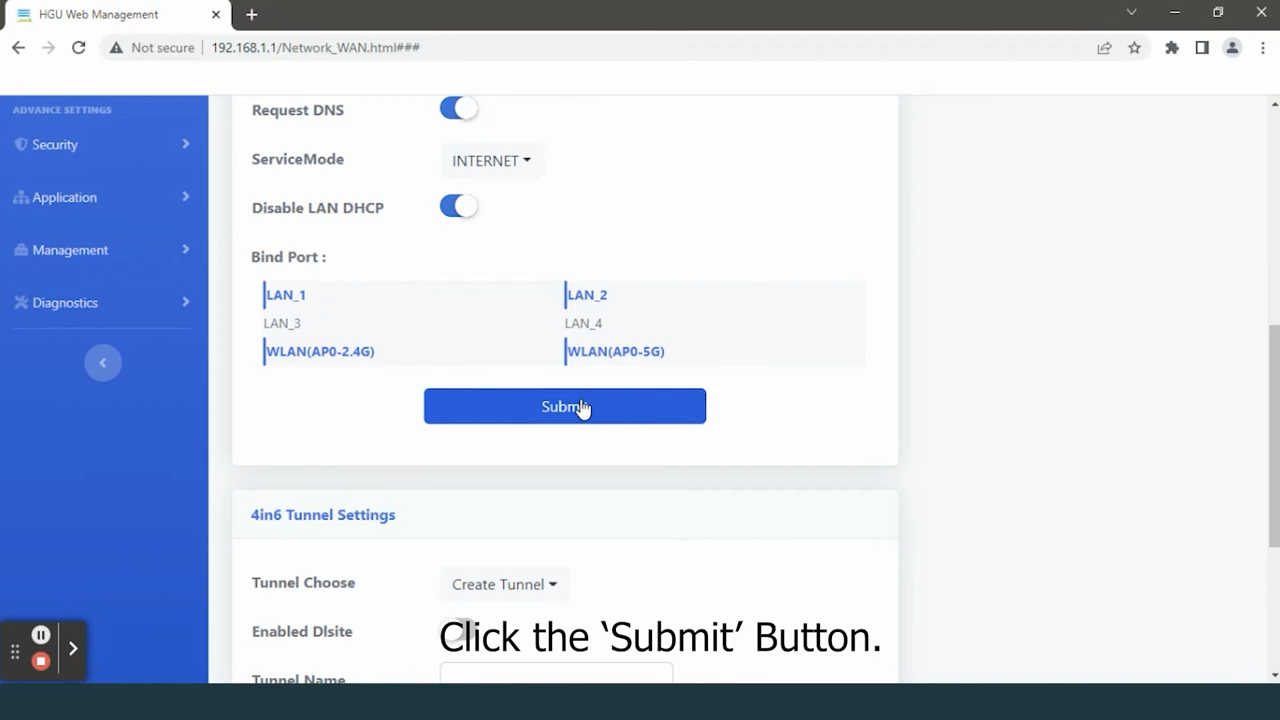 HGU Web Management
Not secure 192.168.1.1/Network_WAN.html###
ADVANCE SETTINGS
Security
Application
Management
Diagnostics
Request DNS
ServiceMode INTERNET
Disable LAN DHCP
Bind Port :
LAN_1 LAN_2
LAN_3 LAN_4
WLAN(AP0-2.4G) WLAN(AP0-5G)
Submit
4in6 Tunnel Settings
Tunnel Choose Create Tunnel
Enabled Dlsite
Click the ‘Submit’ Button.
Tunnel Name